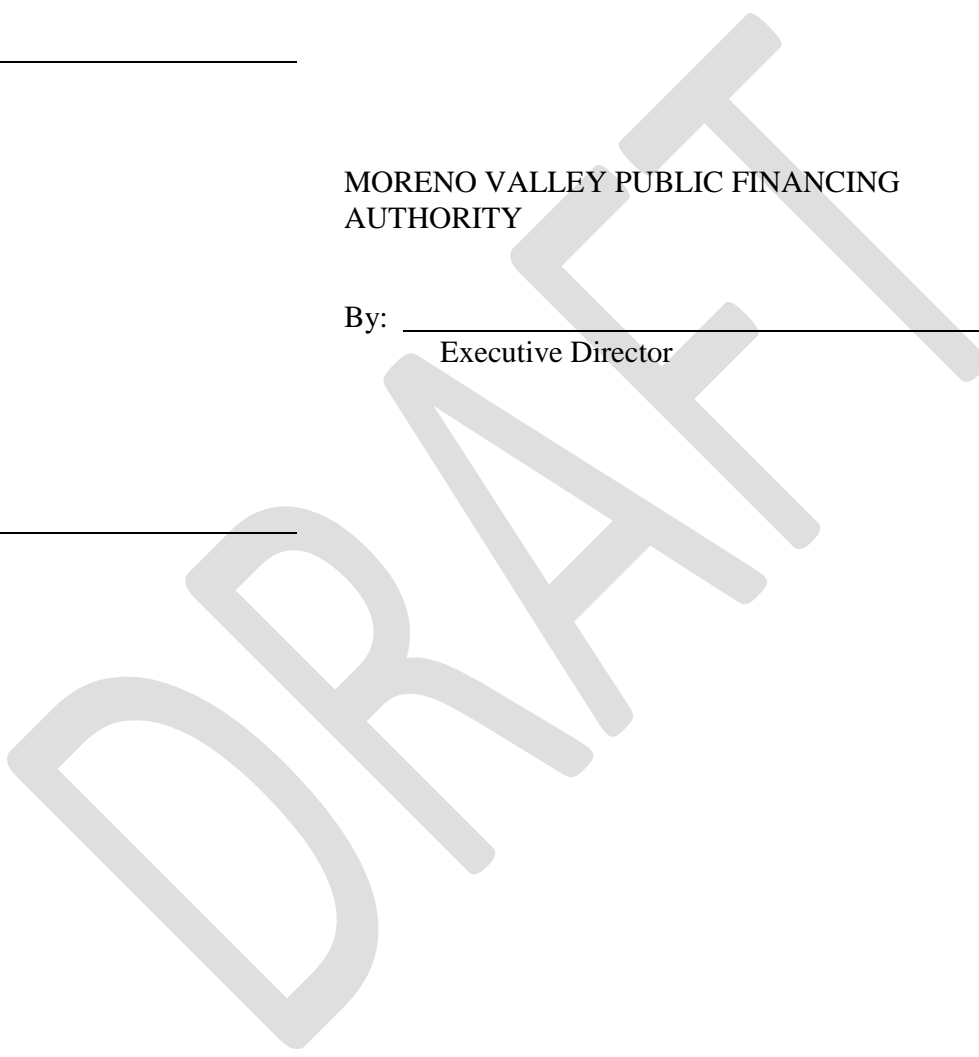 MORENO VALLEY PUBLIC FINANCING
AUTHORITY
By:
Executive Director
DRAFT